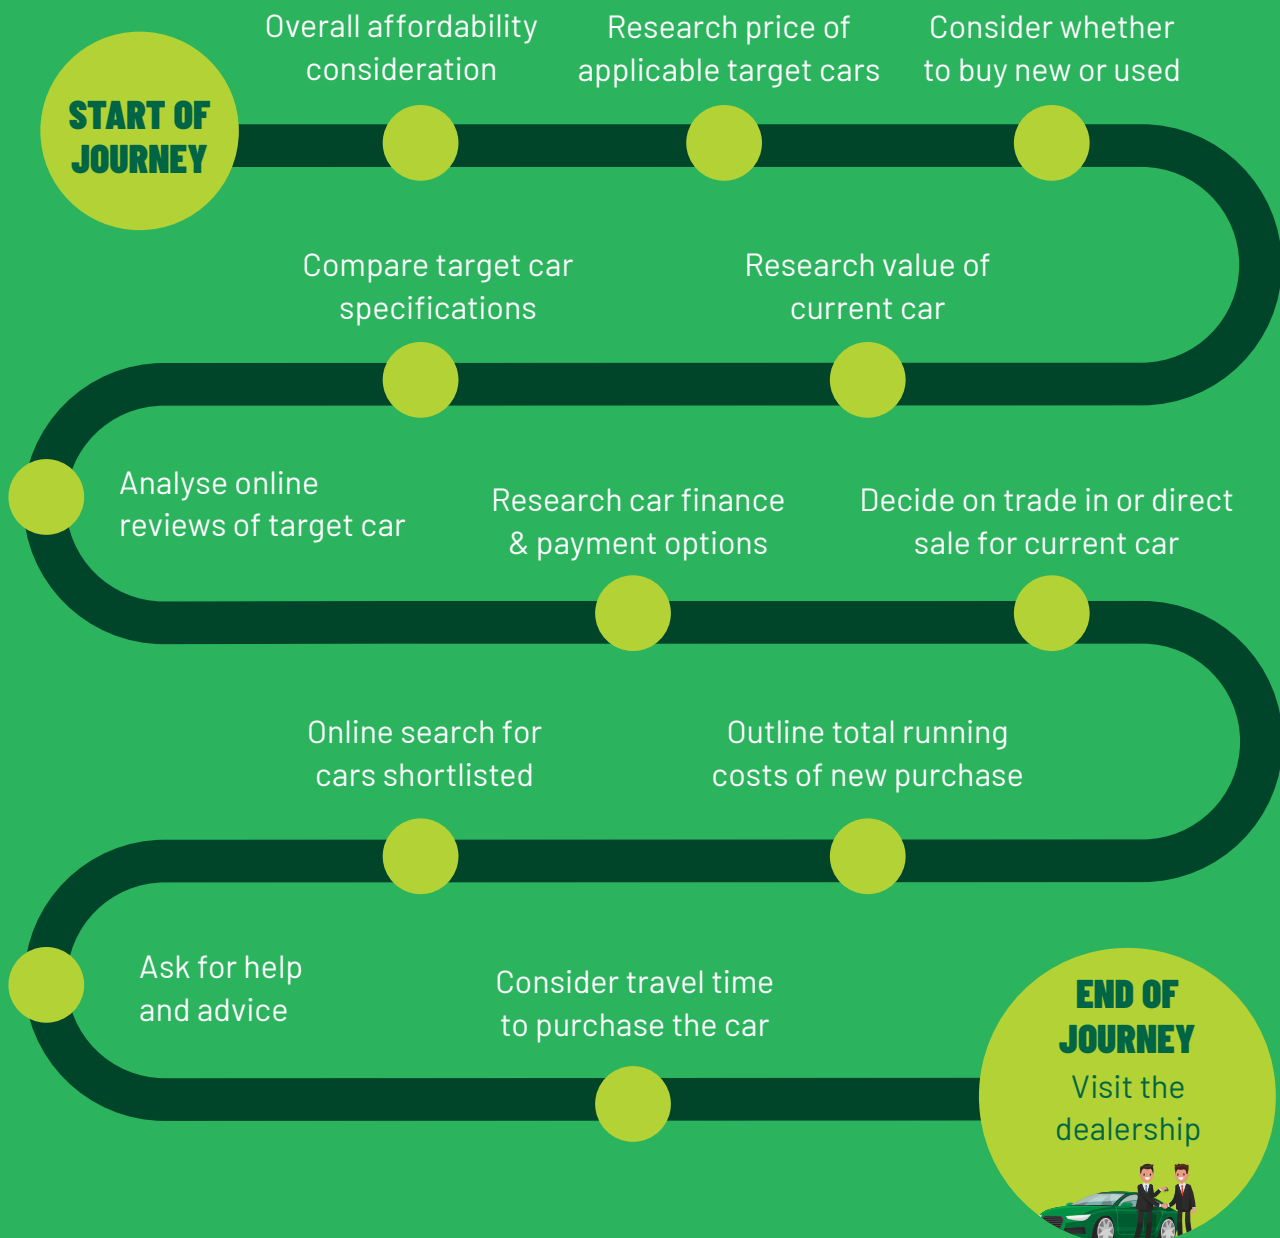 START OF
JOURNEY
Overall affordability
consideration
Research price of
applicable target cars
Consider whether
to buy new or used
Research value of
current car
Compare target car
specifications
Analyse online
reviews of target car
Research car finance
& payment options
Decide on trade in or direct
sale for current car
Outline total running
costs of new purchase
Online search for
cars shortlisted
Ask for help
and advice
Consider travel time
to purchase the car
END OF
JOURNEY
Visit the
dealership